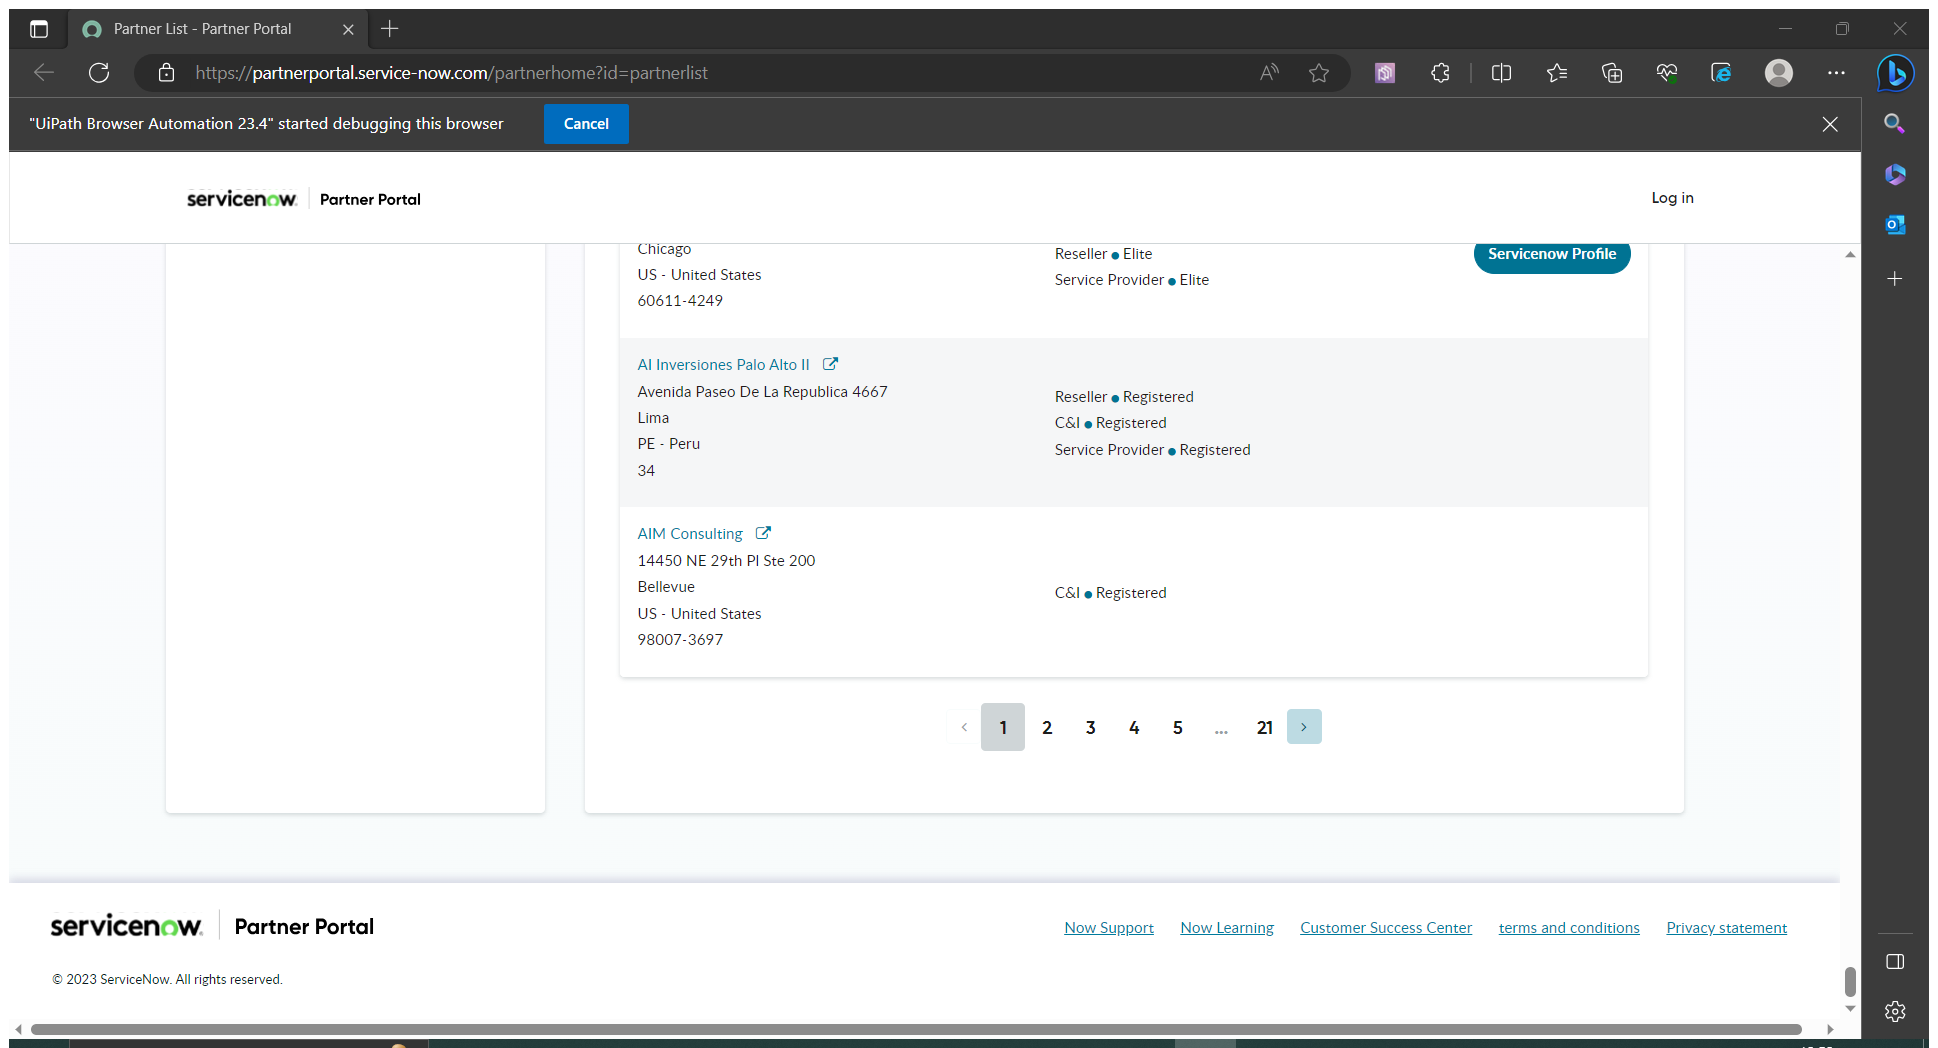 Partner List - Partner Portal
https://partnerportal.service-now.com/partnerhome?id=partnerlist
"UiPath Browser Automation 23.4" started debugging this browser
Cancel
servicenow
Partner Portal
Log in
Chicago
US - United States
60611-4249
Reseller ● Elite
Service Provider ● Elite
Servicenow Profile
AI Inversiones Palo Alto II
Avenida Paseo De La Republica 4667
Lima
PE - Peru
34
Reseller ● Registered
C&I ● Registered
Service Provider ● Registered
AIM Consulting
14450 NE 29th Pl Ste 200
Bellevue
US - United States
98007-3697
C&I ● Registered
‹ 1 2 3 4 5 ... 21 ›
servicenow.
Partner Portal
Now Support
Now Learning
Customer Success Center
terms and conditions
Privacy statement
© 2023 ServiceNow. All rights reserved.